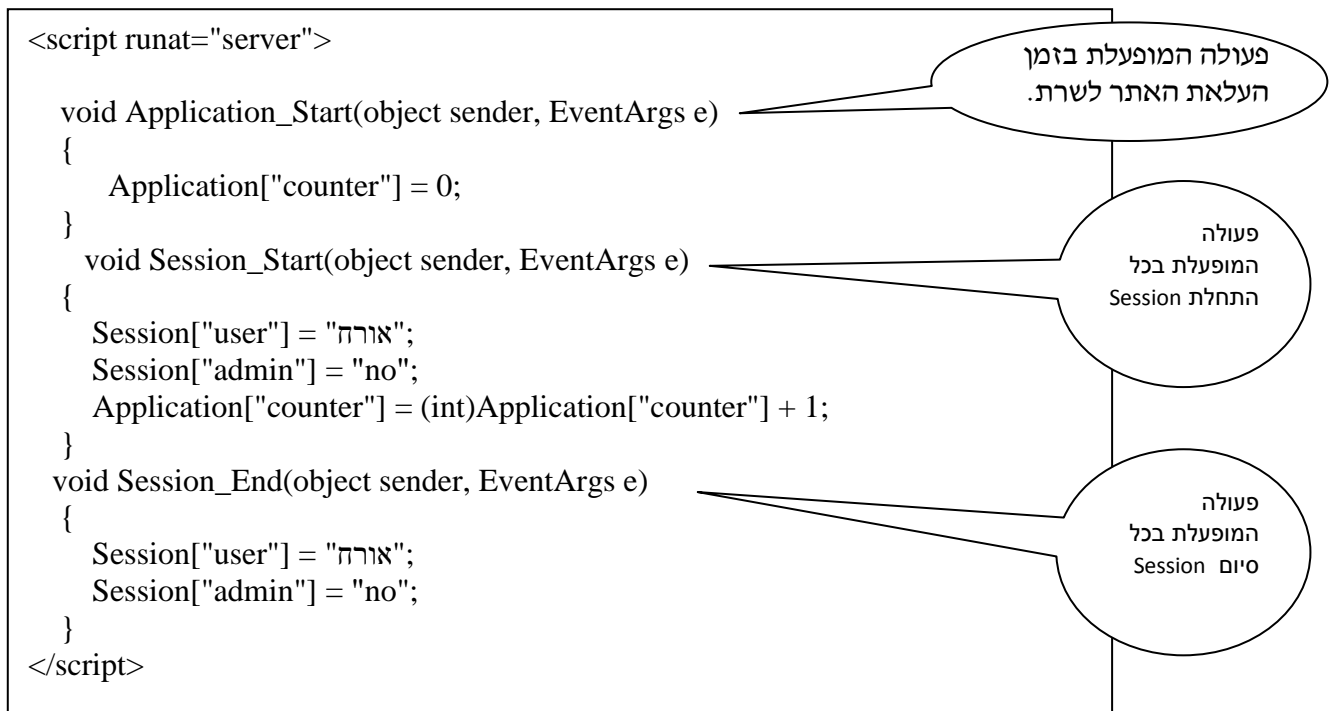 <script runat="server">
void Application_Start(object sender, EventArgs e)
{
Application["counter"] = 0;
}
void Session_Start(object sender, EventArgs e)
{
Session["user"] = "אורח";
Session["admin"] = "no";
Application["counter"] = (int)Application["counter"] + 1;
}
void Session_End(object sender, EventArgs e)
{
Session["user"] = "אורח";
Session["admin"] = "no";
}
</script>
פעולה המופעלת בזמן
העלאת האתר לשרת.
פעולה
המופעלת בכל
התחלת Session
פעולה
המופעלת בכל
סיום Session